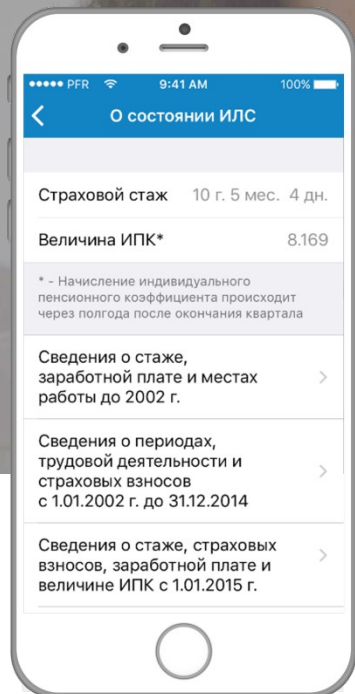 PFR 9:41 AM 100%
О состоянии ИЛС
Страховой стаж 10 г. 5 мес. 4 дн.
Величина ИПК* 8.169
* - Начисление индивидуального
пенсионного коэффициента происходит
через полгода после окончания квартала
Сведения о стаже,
заработной плате и местах
работы до 2002 г.
Сведения о периодах,
трудовой деятельности и
страховых взносов
с 1.01.2002 г. до 31.12.2014
Сведения о стаже, страховых
взносов, заработной плате и
величине ИПК с 1.01.2015 г.